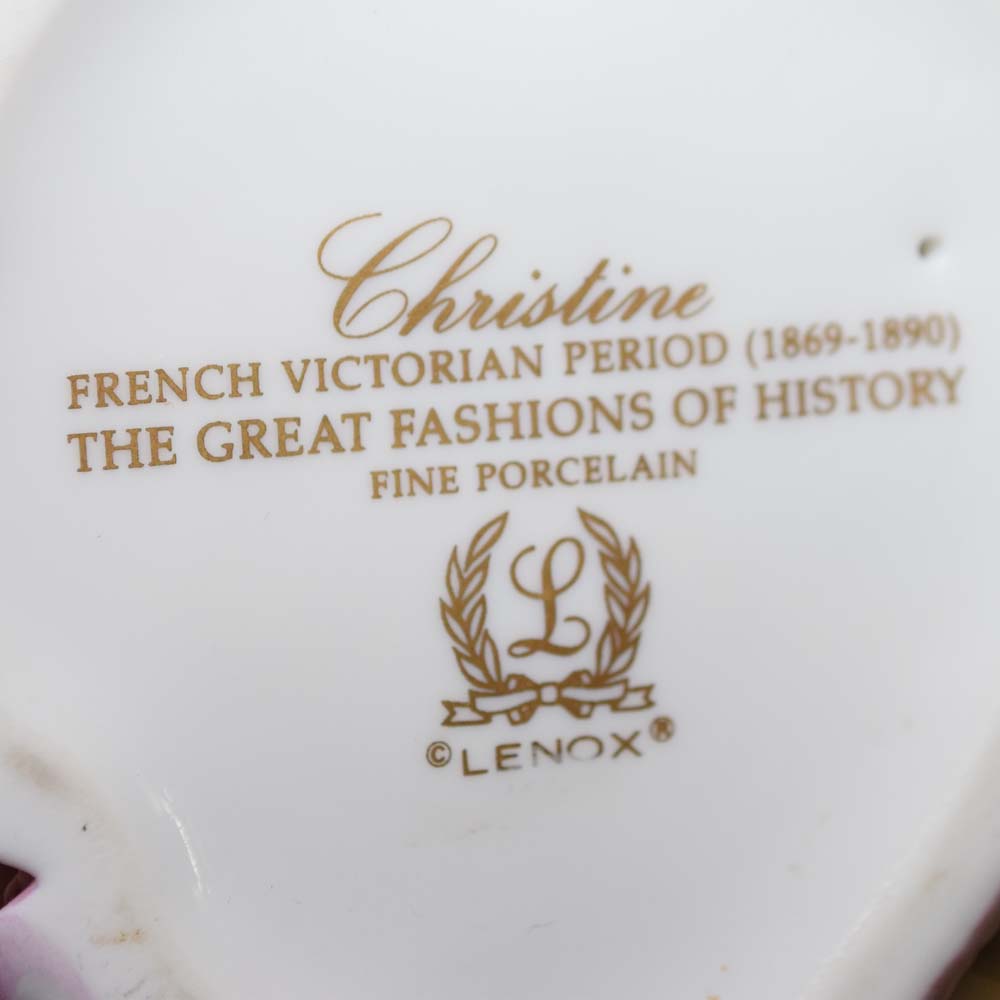 Christine
FRENCH VICTORIAN PERIOD (1869-1890)
THE GREAT FASHIONS OF HISTORY
FINE PORCELAIN
L
©LENOX®